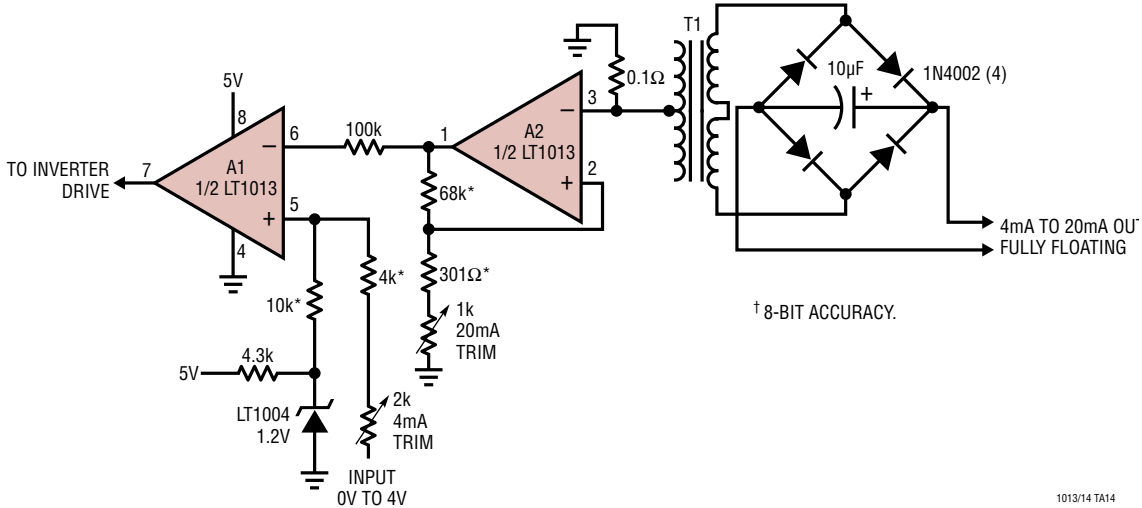 T1
10µF
+
1N4002 (4)
0.1Ω
5V
8
3
−
A2
1/2 LT1013
1
100k
6
−
A1
1/2 LT1013
TO INVERTER
DRIVE
7
2
+
68k*
5
+
4
4mA TO 20mA OUT
FULLY FLOATING
4k*
301Ω*
10k*
1k
20mA
TRIM
† 8-BIT ACCURACY.
4.3k
5V
2k
4mA
TRIM
LT1004
1.2V
INPUT
0V TO 4V
1013/14 TA14